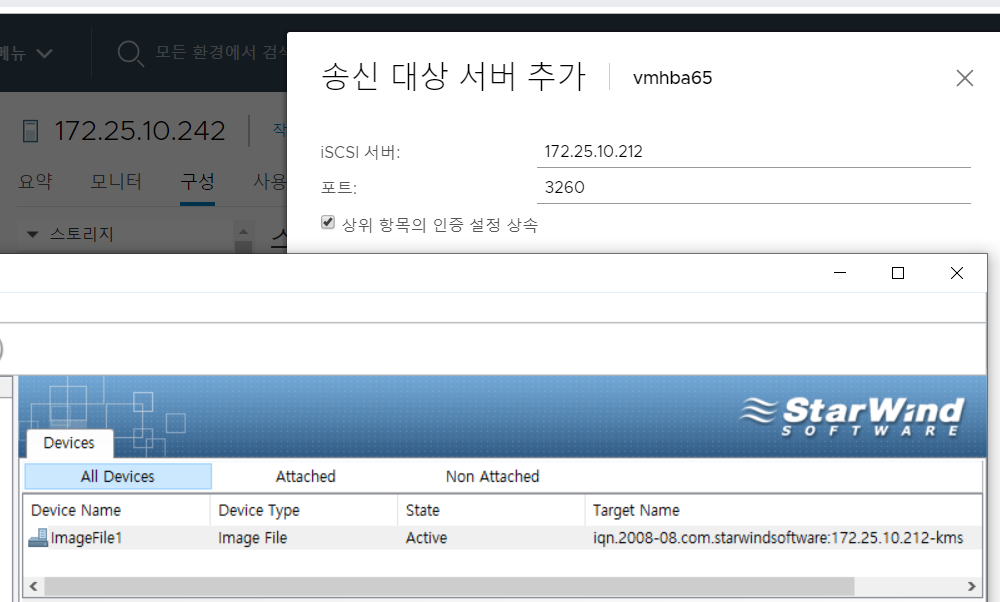 메뉴
모든 환경에서 검색
송신 대상 서버 추가
vmhba65
172.25.10.242
작
iSCSI 서버:
172.25.10.212
요약
모니터
구성
사용
포트:
3260
상위 항목의 인증 설정 상속
스토리지
스
StarWind
SOFTWARE
Devices
All Devices
Attached
Non Attached
Device Name
Device Type
State
Target Name
ImageFile1
Image File
Active
iqn.2008-08.com.starwindsoftware:172.25.10.212-kms